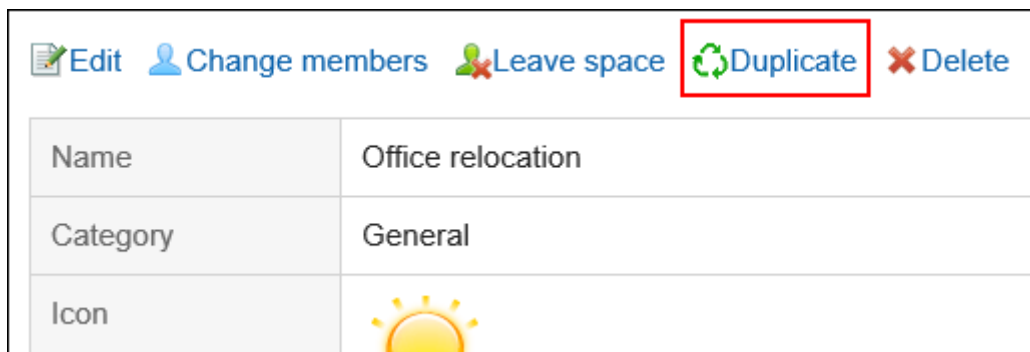 Edit Change members Leave space Duplicate Delete
Name Office relocation
Category General
Icon